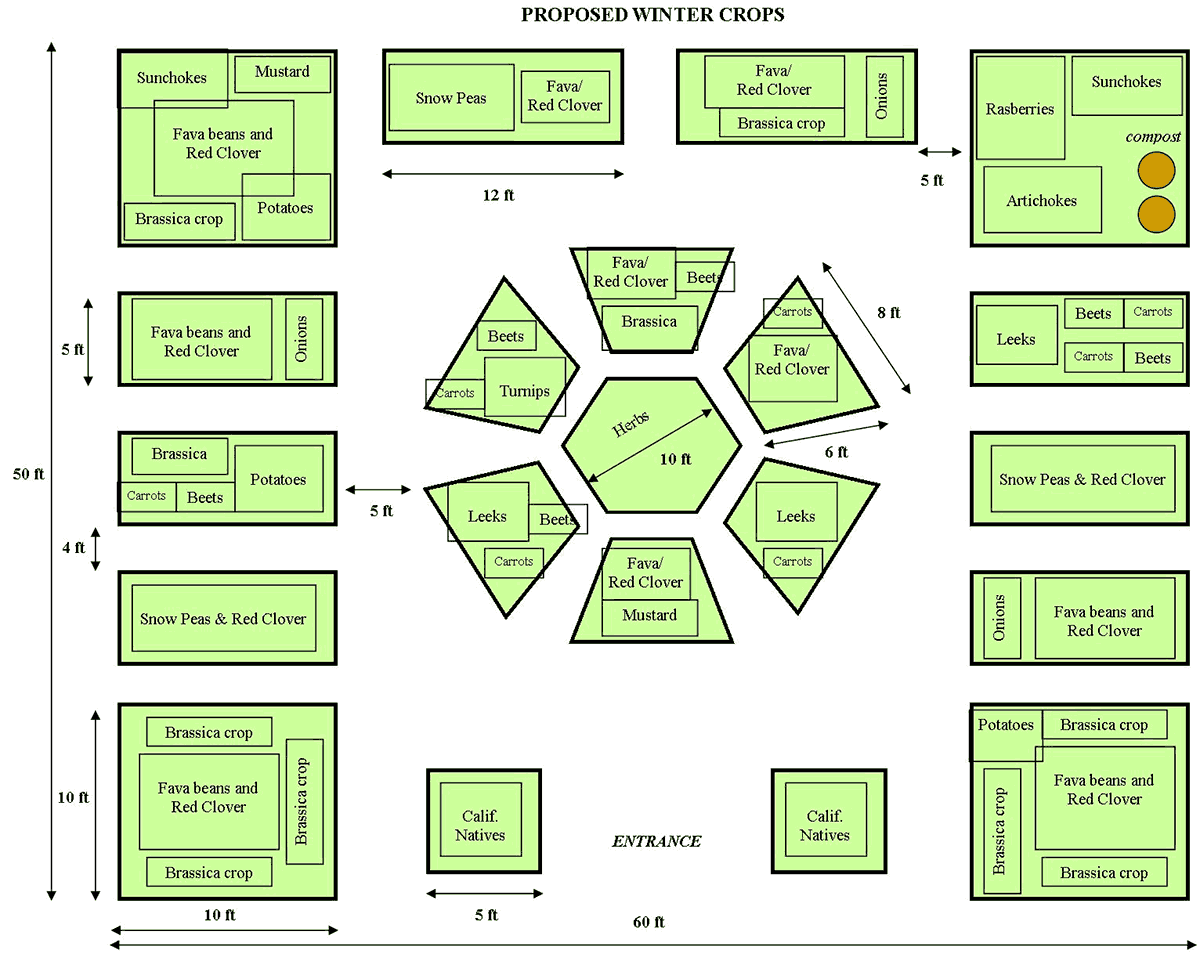 PROPOSED WINTER CROPS
Sunchokes
Mustard
Fava beans and
Red Clover
Brassica crop
Potatoes
Snow Peas
Fava/
Red Clover
12 ft
Fava/
Red Clover
Brassica crop
Onions
5 ft
Rasberries
Sunchokes
compost
Artichokes
5 ft
Fava beans and
Red Clover
Onions
Beets
Carrots
Turnips
Fava/
Red Clover
Beets
Brassica
Carrots
Fava/
Red Clover
8 ft
6 ft
Leeks
Beets
Carrots
Carrots
Beets
50 ft
Brassica
Carrots
Beets
Potatoes
5 ft
4 ft
Herbs
10 ft
Snow Peas & Red Clover
Leeks
Beets
Carrots
Fava/
Red Clover
Mustard
Leeks
Carrots
Snow Peas & Red Clover
Onions
Fava beans and
Red Clover
10 ft
Brassica crop
Fava beans and
Red Clover
Brassica crop
Brassica crop
10 ft
Calif.
Natives
5 ft
ENTRANCE
Calif.
Natives
Potatoes
Brassica crop
Fava beans and
Red Clover
Brassica crop
Brassica crop
60 ft